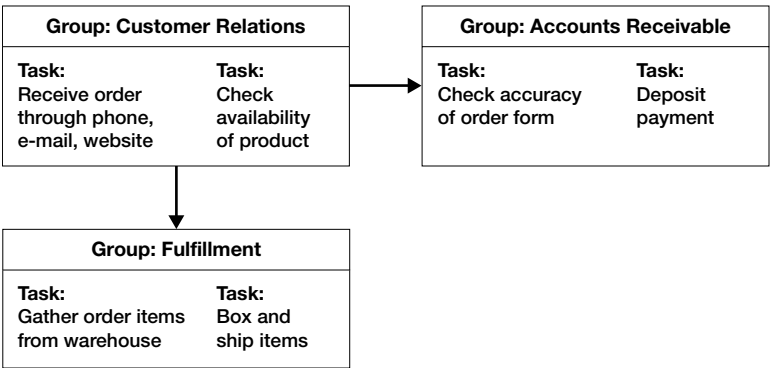 Group: Customer Relations
Task:
Receive order
through phone,
e-mail, website
Task:
Check
availability
of product
Group: Accounts Receivable
Task:
Check accuracy
of order form
Task:
Deposit
payment
Group: Fulfillment
Task:
Gather order items
from warehouse
Task:
Box and
ship items